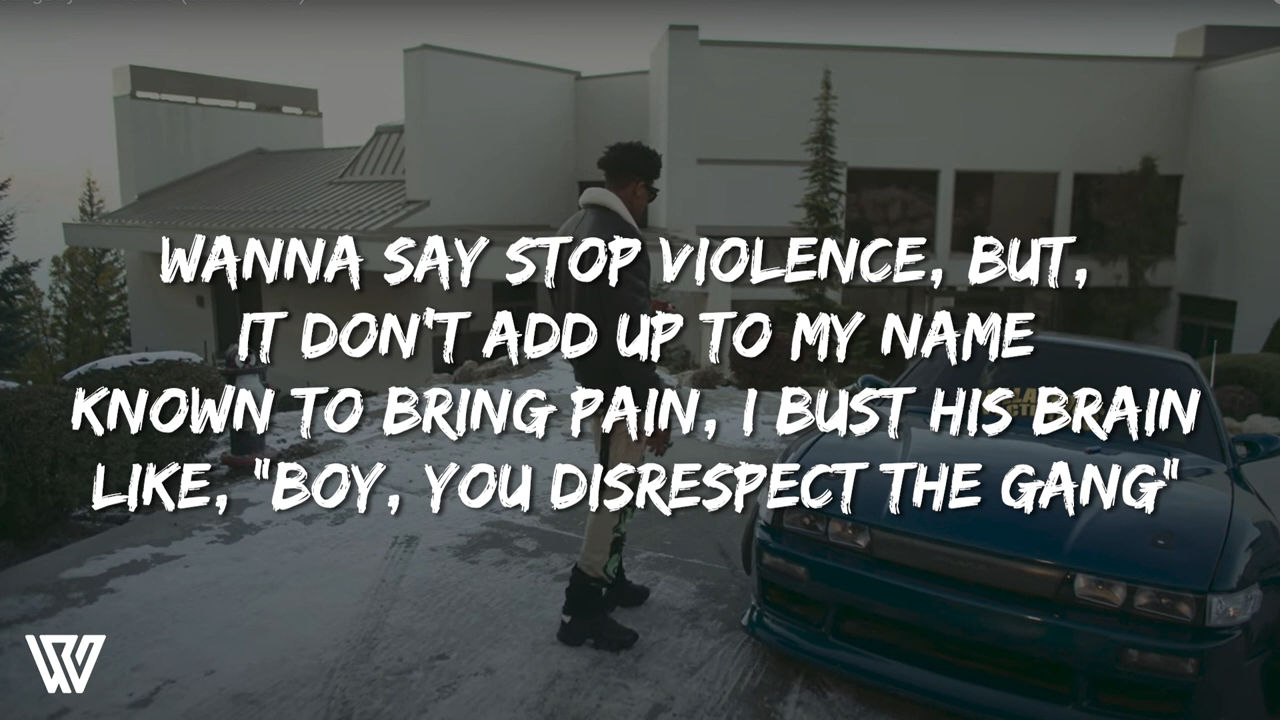 WANNA SAY STOP VIOLENCE, BUT,
IT DON'T ADD UP TO MY NAME
KNOWN TO BRING PAIN, I BUST HIS BRAIN
LIKE, "BOY, YOU DISRESPECT THE GANG"